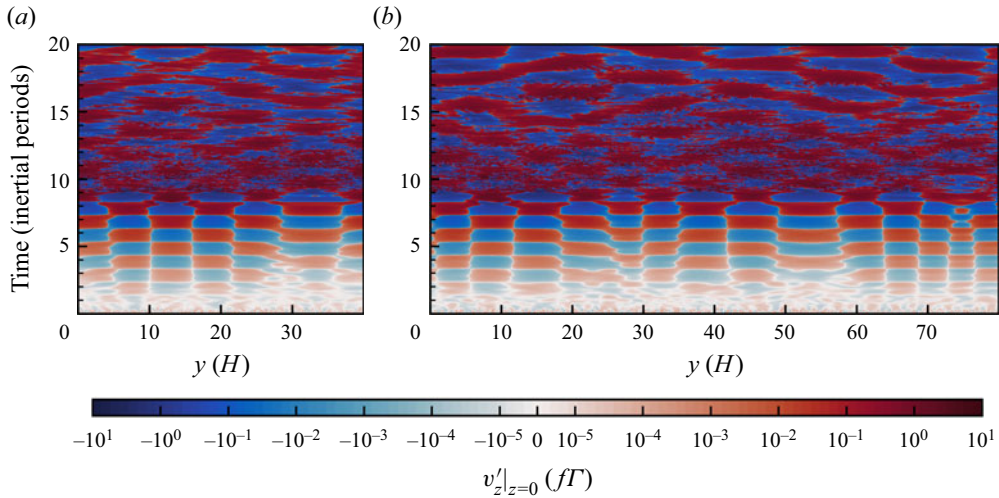 (a)
(b)
20
15
10
5
0
10
20
30
y (H)
Time (inertial periods)
20
15
10
5
0
10
20
30
40
50
60
70
y (H)
–10¹ –10⁰ –10⁻¹ –10⁻² –10⁻³ –10⁻⁴ –10⁻⁵ 0 10⁻⁵ 10⁻⁴ 10⁻³ 10⁻² 10⁻¹ 10⁰ 10¹
v′z|z=0 (fΓ)